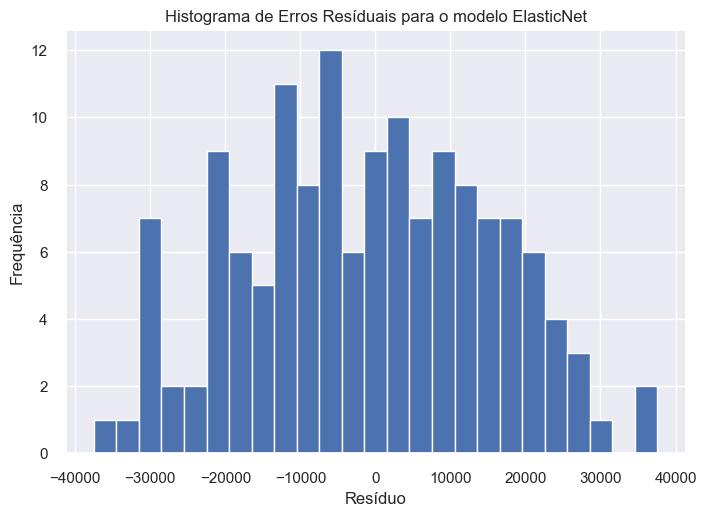 Histograma de Erros Resíduais para o modelo ElasticNet
12
10
8
6
4
2
0
Frequência
−40000 −30000 −20000 −10000 0 10000 20000 30000 40000
Resíduo